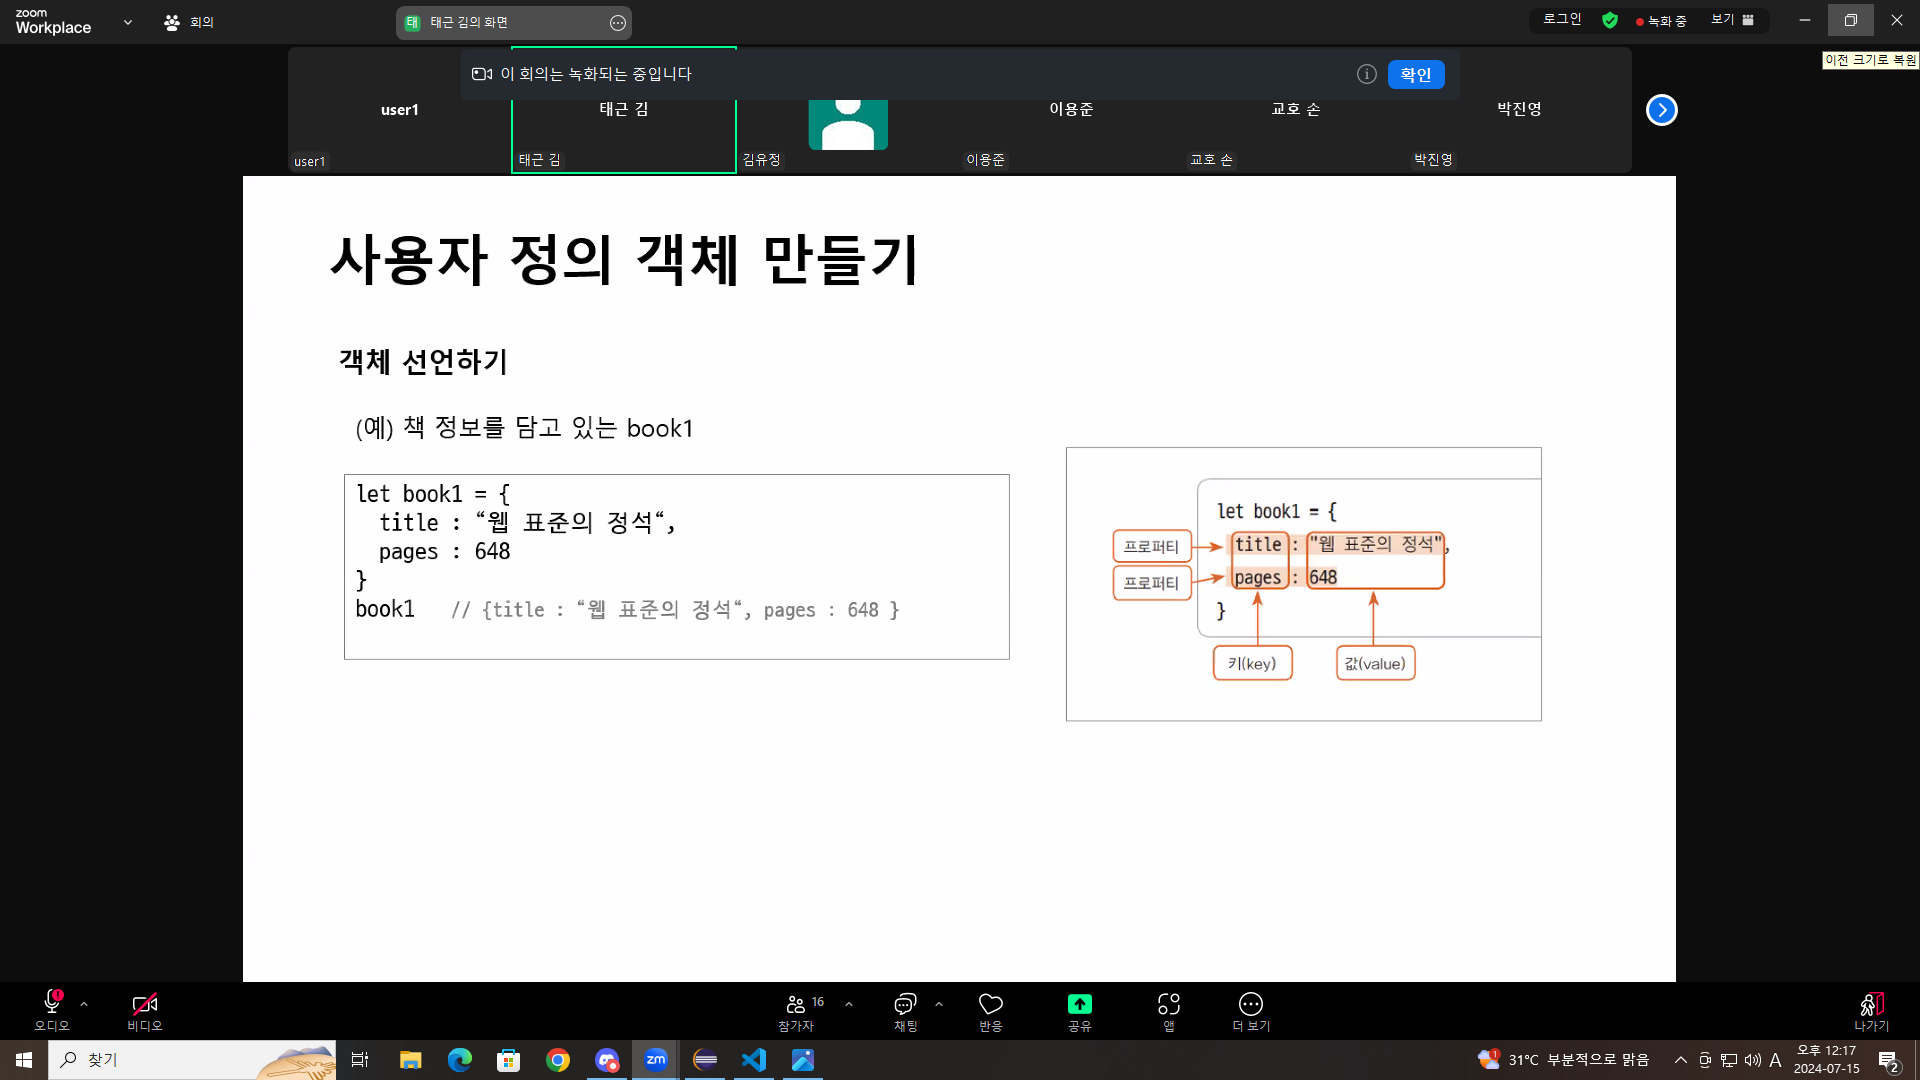 zoom
Workplace
회의
태 태근 김의 화면
로그인
녹화 중
보기
이전 크기로 복원
이 회의는 녹화되는 중입니다
확인
user1
태근 김
이용준
교호 손
박진영
user1
태근 김
김유정
이용준
교호 손
박진영
사용자 정의 객체 만들기
객체 선언하기
(예) 책 정보를 담고 있는 book1
let book1 = {
title : “웹 표준의 정석“,
pages : 648
}
book1 // {title : “웹 표준의 정석“, pages : 648 }
let book1 = {
프로퍼티 title : "웹 표준의 정석",
프로퍼티 pages : 648
}
키(key) 값(value)
오디오
비디오
16
참가자
채팅
반응
공유
앱
더 보기
나가기
찾기
zm
1
31°C 부분적으로 맑음
A
오후 12:17
2024-07-15
2